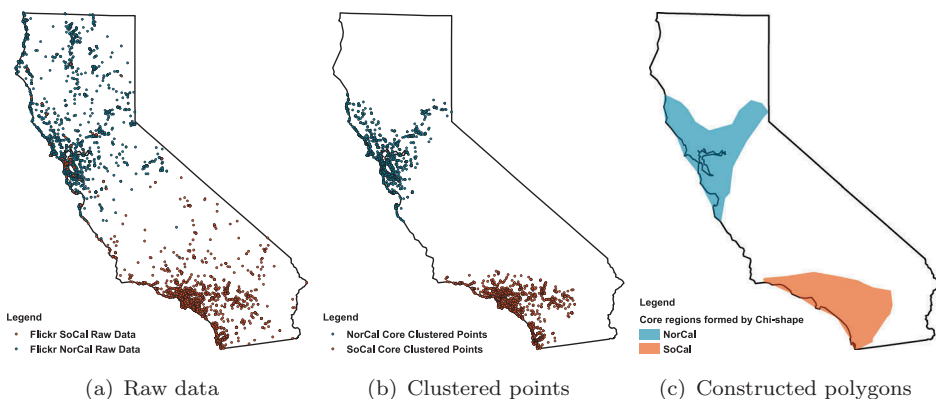 Legend
Flickr SoCal Raw Data
Flickr NorCal Raw Data
(a) Raw data
Legend
NorCal Core Clustered Points
SoCal Core Clustered Points
(b) Clustered points
Legend
Core regions formed by Chi-shape
NorCal
SoCal
(c) Constructed polygons